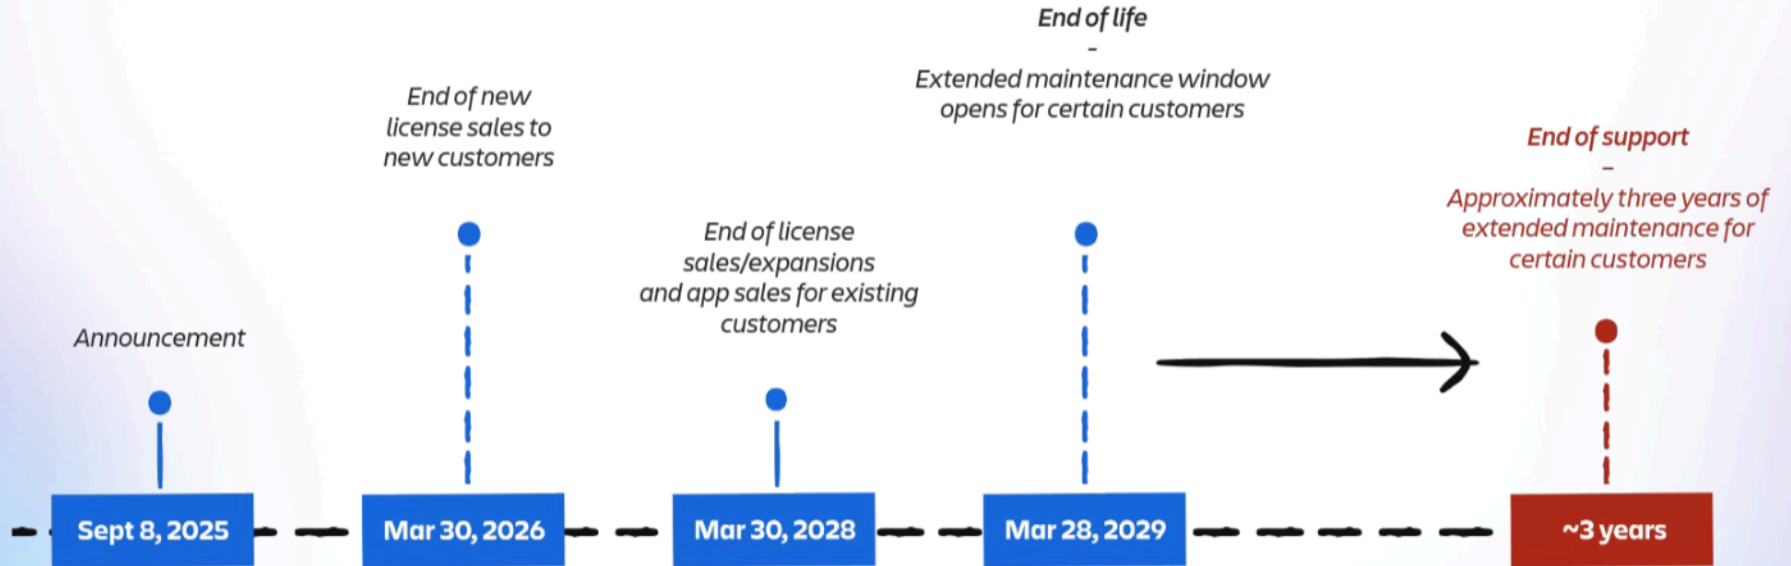 Announcement
Sept 8, 2025
End of new
license sales to
new customers
Mar 30, 2026
End of license
sales/expansions
and app sales for existing
customers
Mar 30, 2028
End of life
–
Extended maintenance window
opens for certain customers
Mar 28, 2029
End of support
–
Approximately three years of
extended maintenance for
certain customers
~3 years